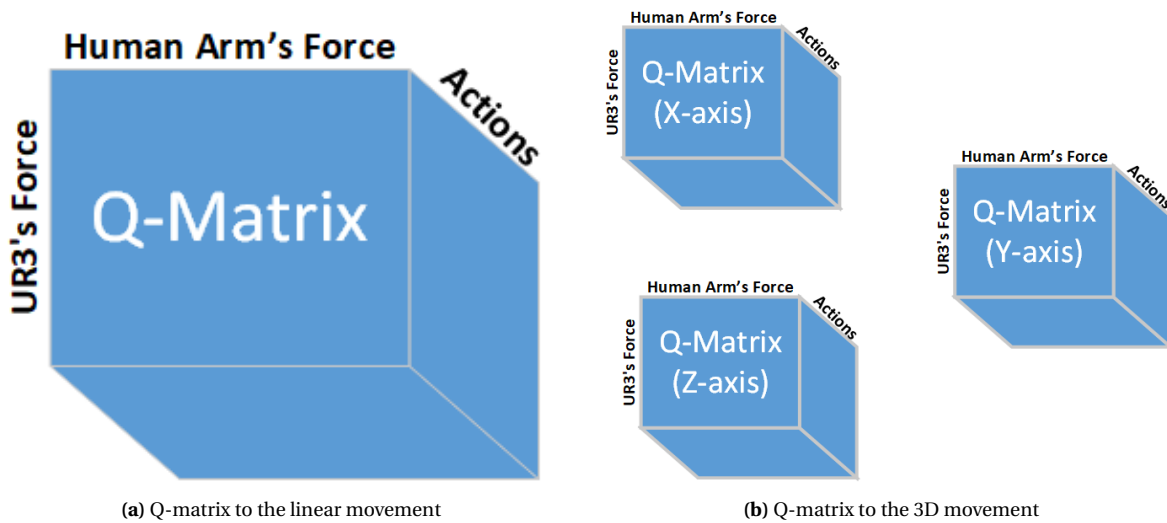 Human Arm's Force
Actions
UR3's Force
Q-Matrix
(a) Q-matrix to the linear movement
Human Arm's Force
Actions
UR3's Force
Q-Matrix
(X-axis)
Human Arm's Force
Actions
UR3's Force
Q-Matrix
(Y-axis)
Human Arm's Force
Actions
UR3's Force
Q-Matrix
(Z-axis)
(b) Q-matrix to the 3D movement